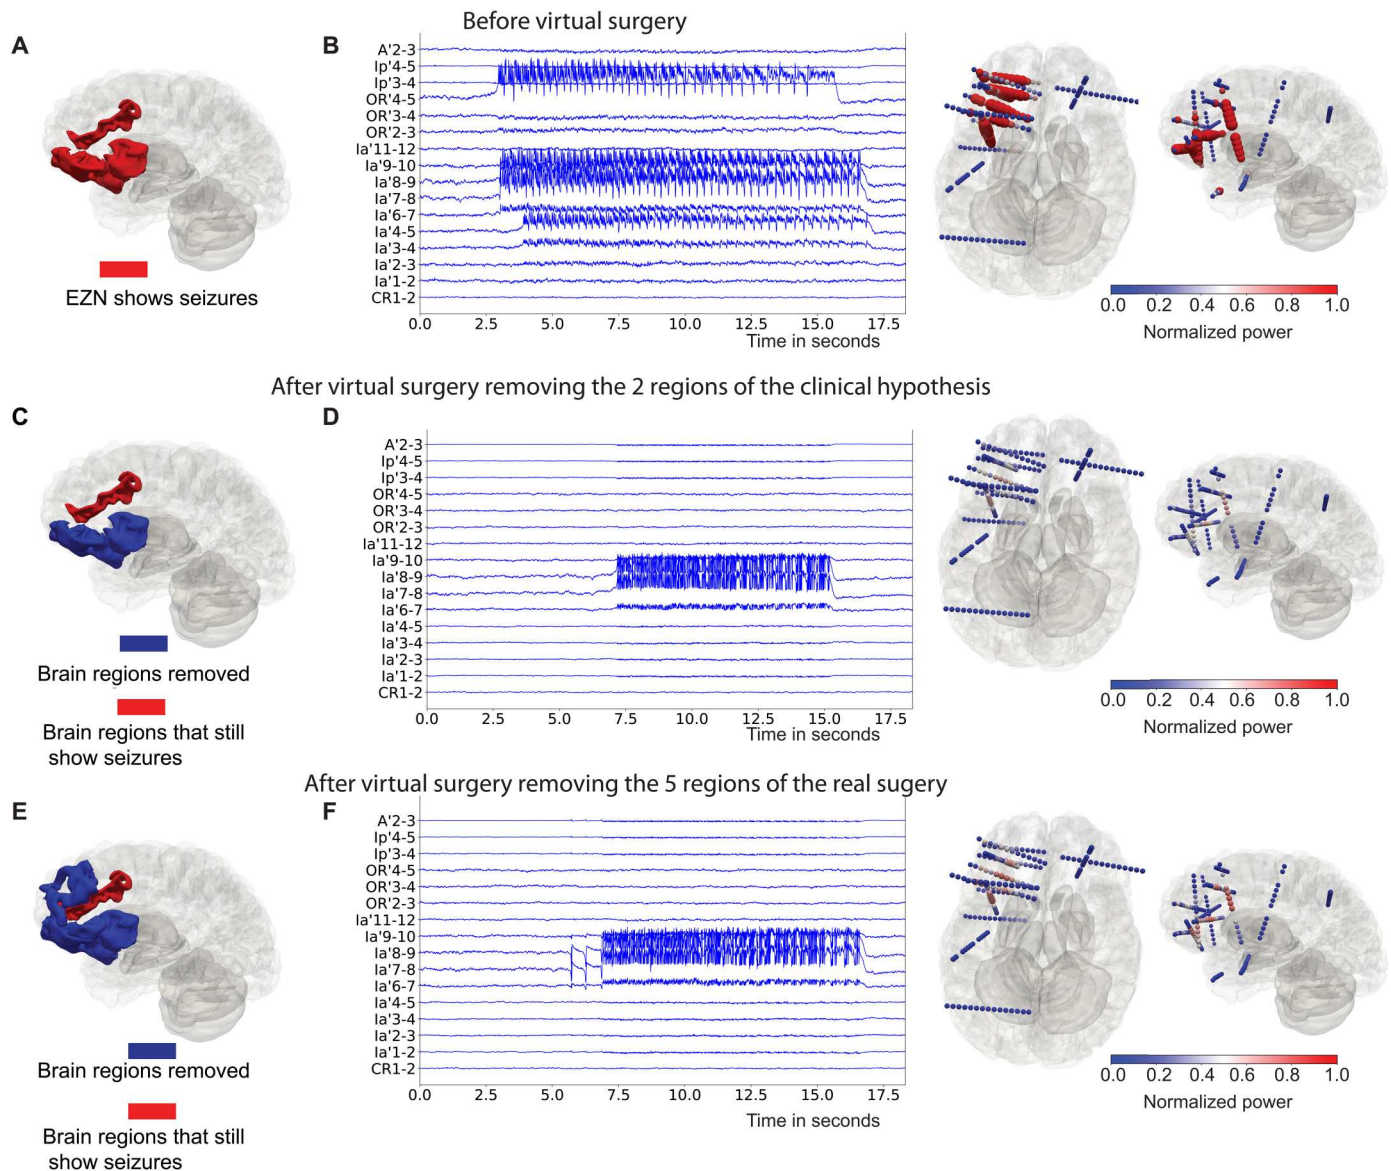 Before virtual surgery
A
B
A'2-3
Ip'4-5
Ip'3-4
OR'4-5
OR'3-4
OR'2-3
Ia'11-12
Ia'9-10
Ia'8-9
Ia'7-8
Ia'6-7
Ia'4-5
Ia'3-4
Ia'2-3
Ia'1-2
CR1-2
0.0 2.5 5.0 7.5 10.0 12.5 15.0 17.5
Time in seconds
EZN shows seizures
0.0 0.2 0.4 0.6 0.8 1.0
Normalized power
After virtual surgery removing the 2 regions of the clinical hypothesis
C
D
A'2-3
Ip'4-5
Ip'3-4
OR'4-5
OR'3-4
OR'2-3
Ia'11-12
Ia'9-10
Ia'8-9
Ia'7-8
Ia'6-7
Ia'4-5
Ia'3-4
Ia'2-3
Ia'1-2
CR1-2
0.0 2.5 5.0 7.5 10.0 12.5 15.0 17.5
Time in seconds
Brain regions removed
Brain regions that still
show seizures
0.0 0.2 0.4 0.6 0.8 1.0
Normalized power
After virtual surgery removing the 5 regions of the real sugery
E
F
A'2-3
Ip'4-5
Ip'3-4
OR'4-5
OR'3-4
OR'2-3
Ia'11-12
Ia'9-10
Ia'8-9
Ia'7-8
Ia'6-7
Ia'4-5
Ia'3-4
Ia'2-3
Ia'1-2
CR1-2
0.0 2.5 5.0 7.5 10.0 12.5 15.0 17.5
Time in seconds
Brain regions removed
Brain regions that still
show seizures
0.0 0.2 0.4 0.6 0.8 1.0
Normalized power